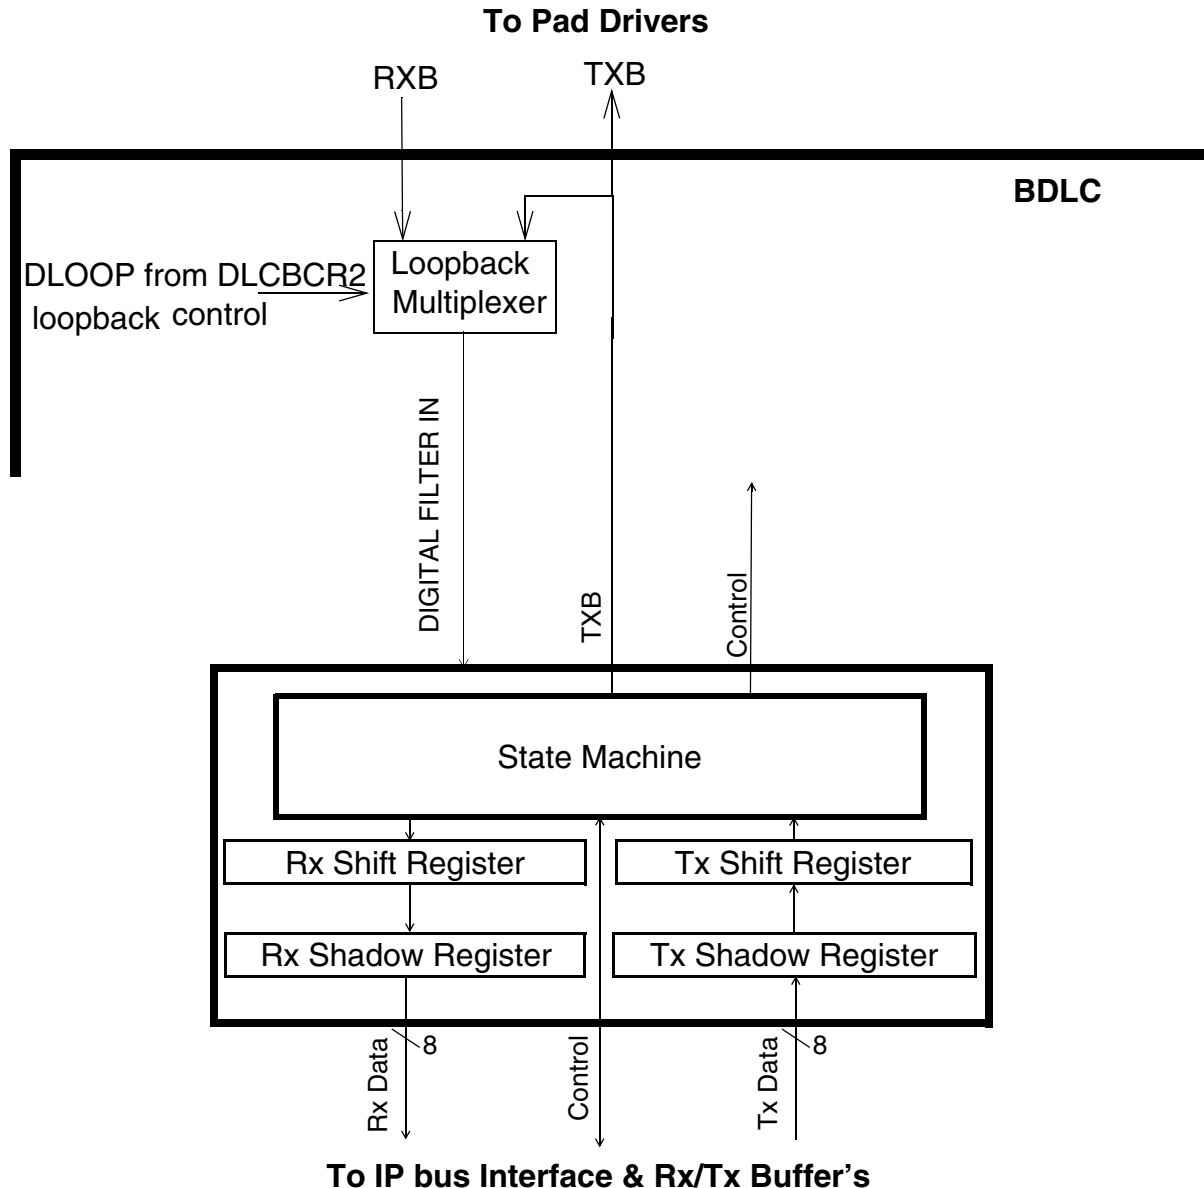 To Pad Drivers
RXB
TXB
BDLC
DLOOP from DLCBCR2
loopback control
Loopback
Multiplexer
DIGITAL FILTER IN
TXB
Control
State Machine
Rx Shift Register
Tx Shift Register
Rx Shadow Register
Tx Shadow Register
Rx Data
8
Control
Tx Data
8
To IP bus Interface & Rx/Tx Buffer's